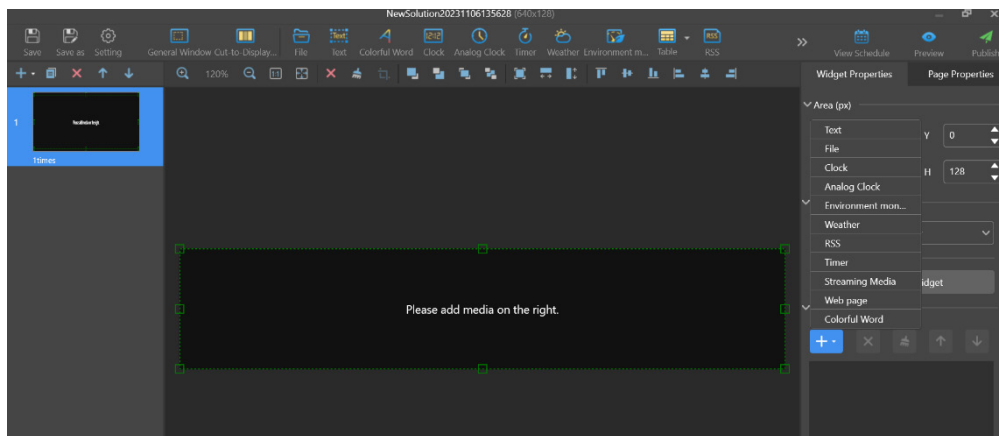 NewSolution20231106135628 (640x128)
Save Save as Setting General Window Cut-to-Display... File Text Colorful Word Clock Analog Clock Timer Weather Environment m... Table RSS View Schedule Preview Publish
120%
Widget Properties Page Properties
Area (px)
1
1times
Y 0
H 128
Text
File
Clock
Analog Clock
Environment mon...
Weather
RSS
Timer
Streaming Media
idget
Web page
Colorful Word
Please add media on the right.